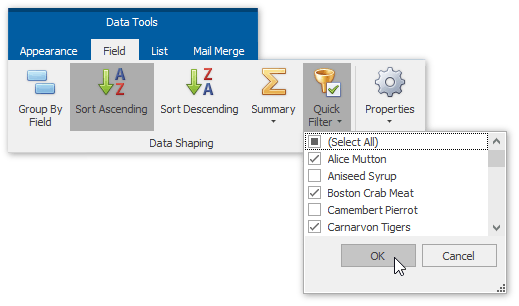 Data Tools
Appearance Field List Mail Merge
Group By Field
Sort Ascending
Sort Descending
Summary
Quick Filter
Properties
Data Shaping
(Select All)
Alice Mutton
Aniseed Syrup
Boston Crab Meat
Camembert Pierrot
Carnarvon Tigers
OK Cancel